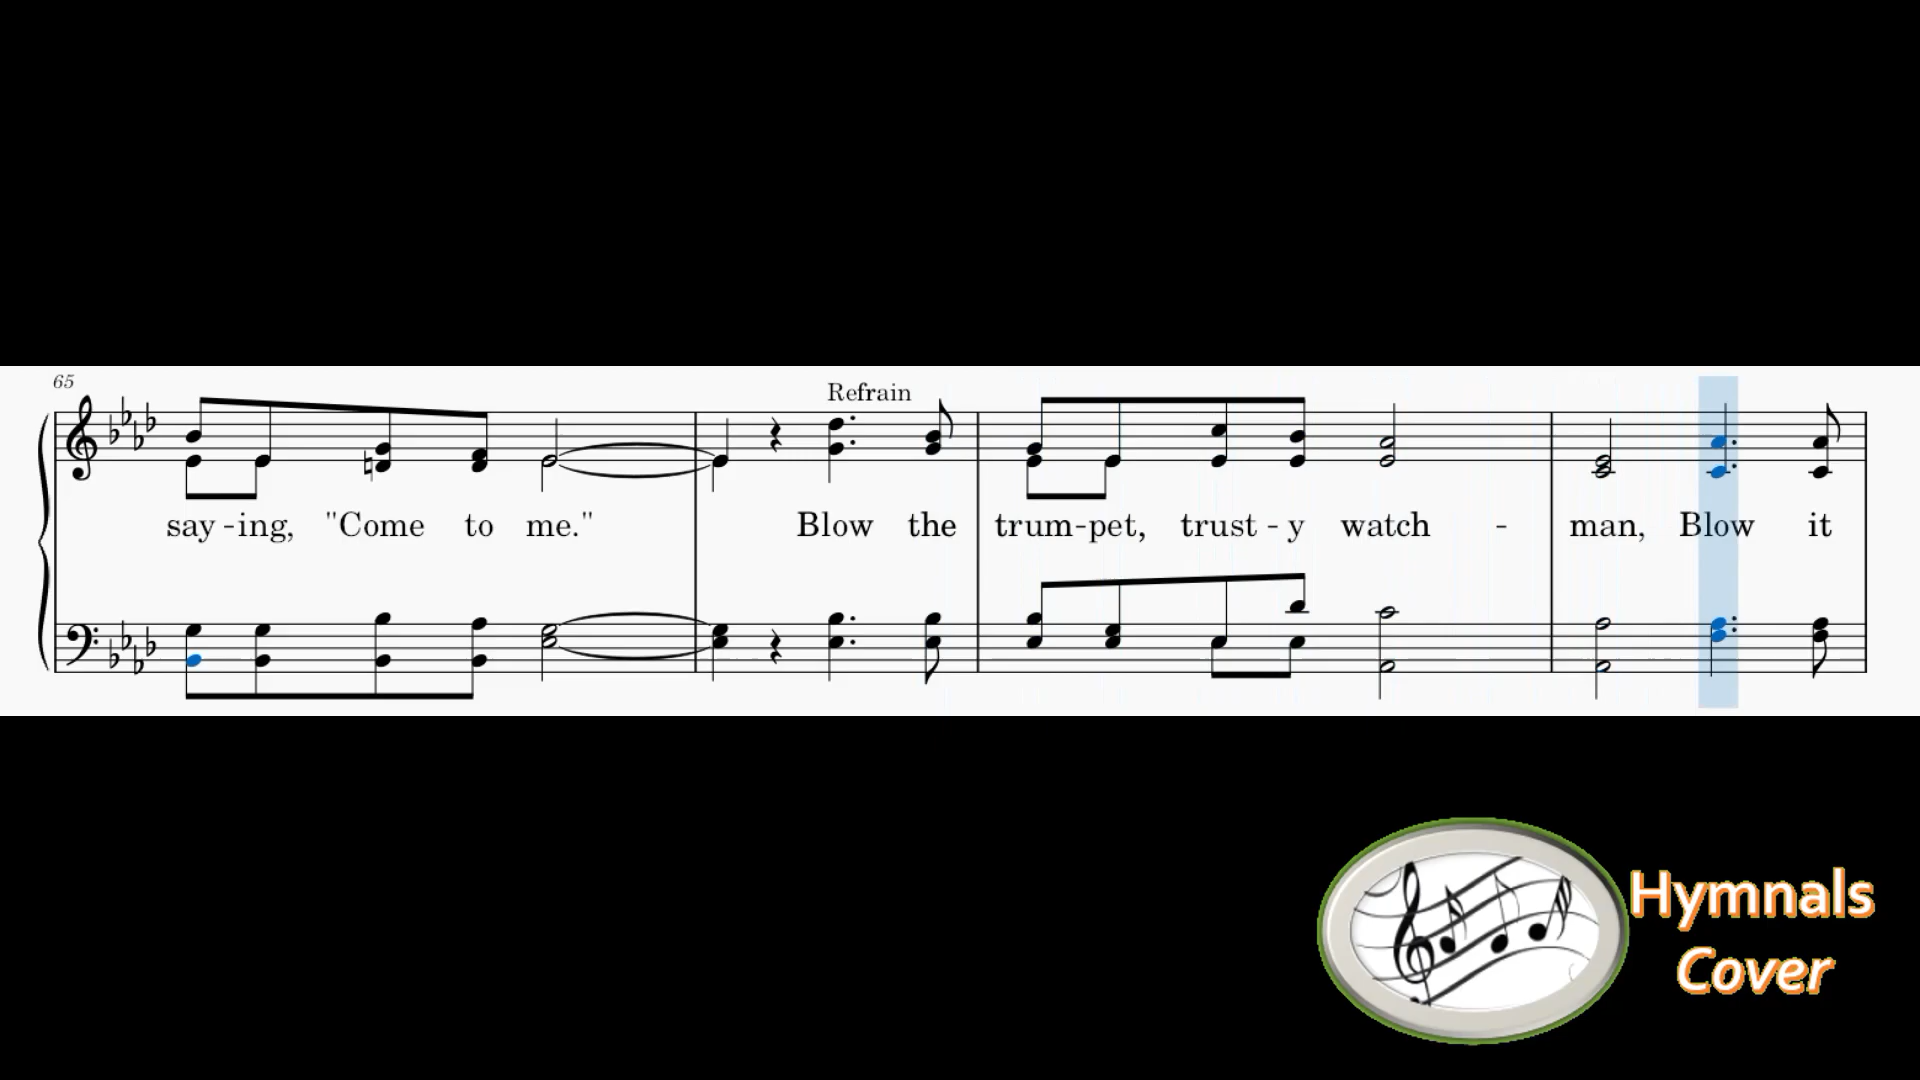 65
Refrain
say-ing, "Come to me." Blow the trum-pet, trust-y watch - man, Blow it
Hymnals
Cover